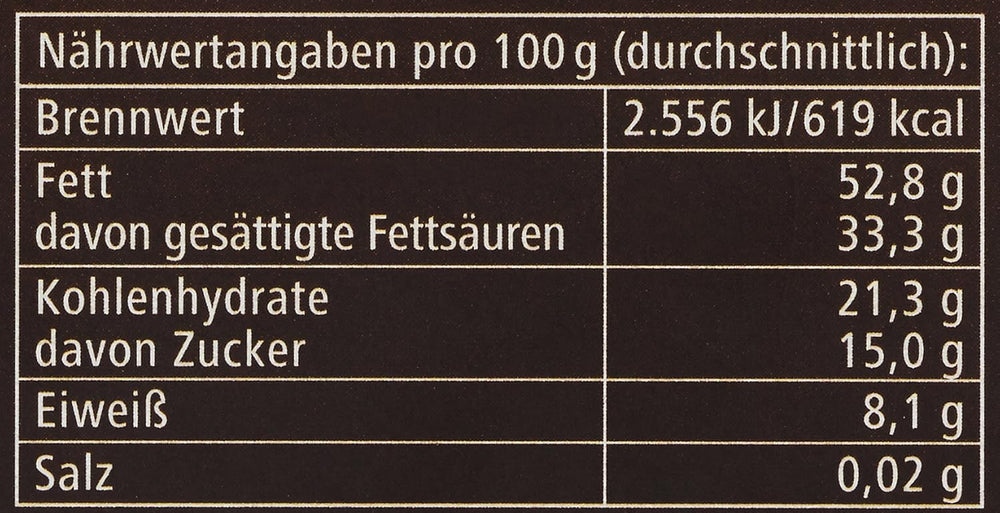 Nährwertangaben pro 100 g (durchschnittlich):
Brennwert 2.556 kJ/619 kcal
Fett 52,8 g
davon gesättigte Fettsäuren 33,3 g
Kohlenhydrate 21,3 g
davon Zucker 15,0 g
Eiweiß 8,1 g
Salz 0,02 g